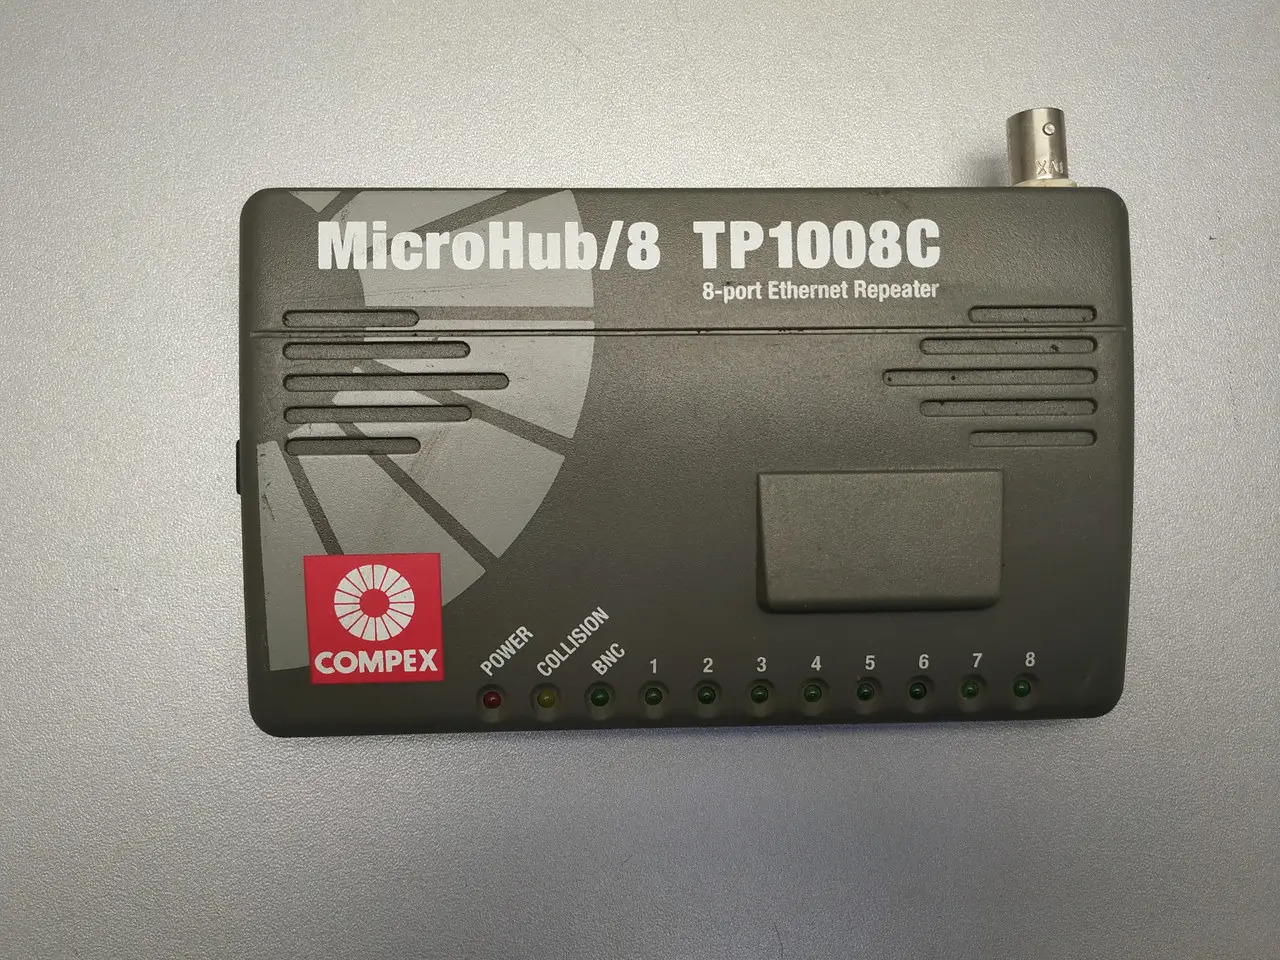 MicroHub/8 TP1008C
8-port Ethernet Repeater
COMPEX
POWER COLLISION BNC 1 2 3 4 5 6 7 8